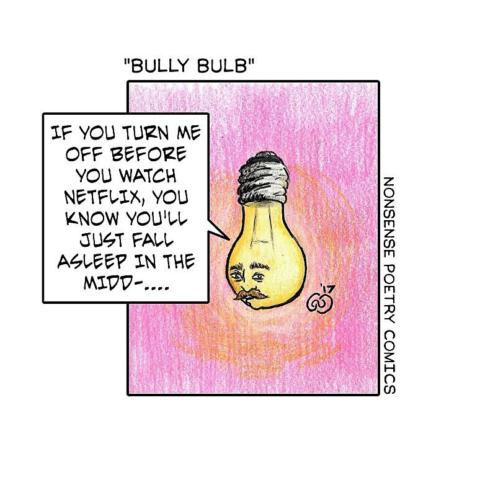 "BULLY BULB"
IF YOU TURN ME
OFF BEFORE
YOU WATCH
NETFLIX, YOU
KNOW YOU'LL
JUST FALL
ASLEEP IN THE
MIDD-....
'17
NONSENSE POETRY COMICS